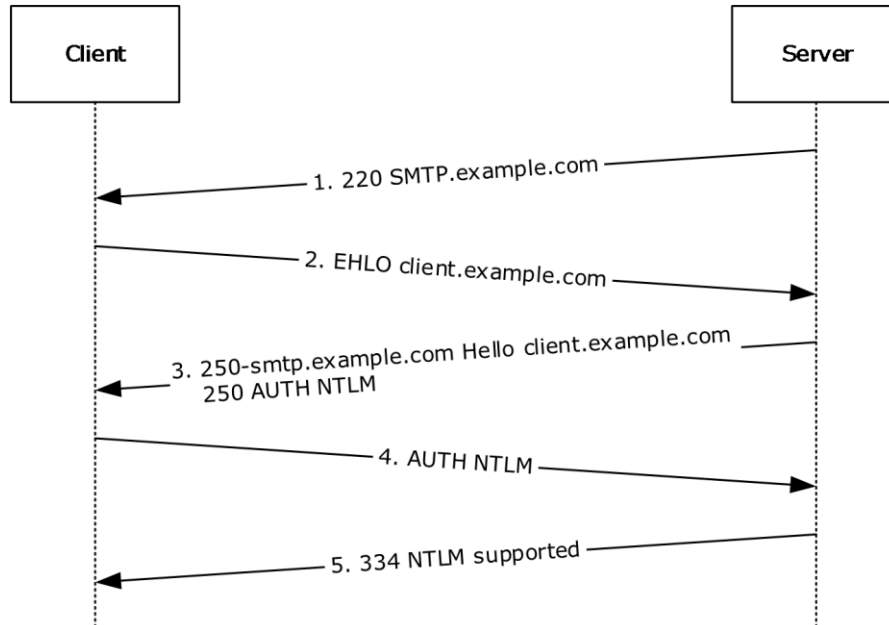 Client
Server
1. 220 SMTP.example.com
2. EHLO client.example.com
3. 250-smtp.example.com Hello client.example.com
250 AUTH NTLM
4. AUTH NTLM
5. 334 NTLM supported